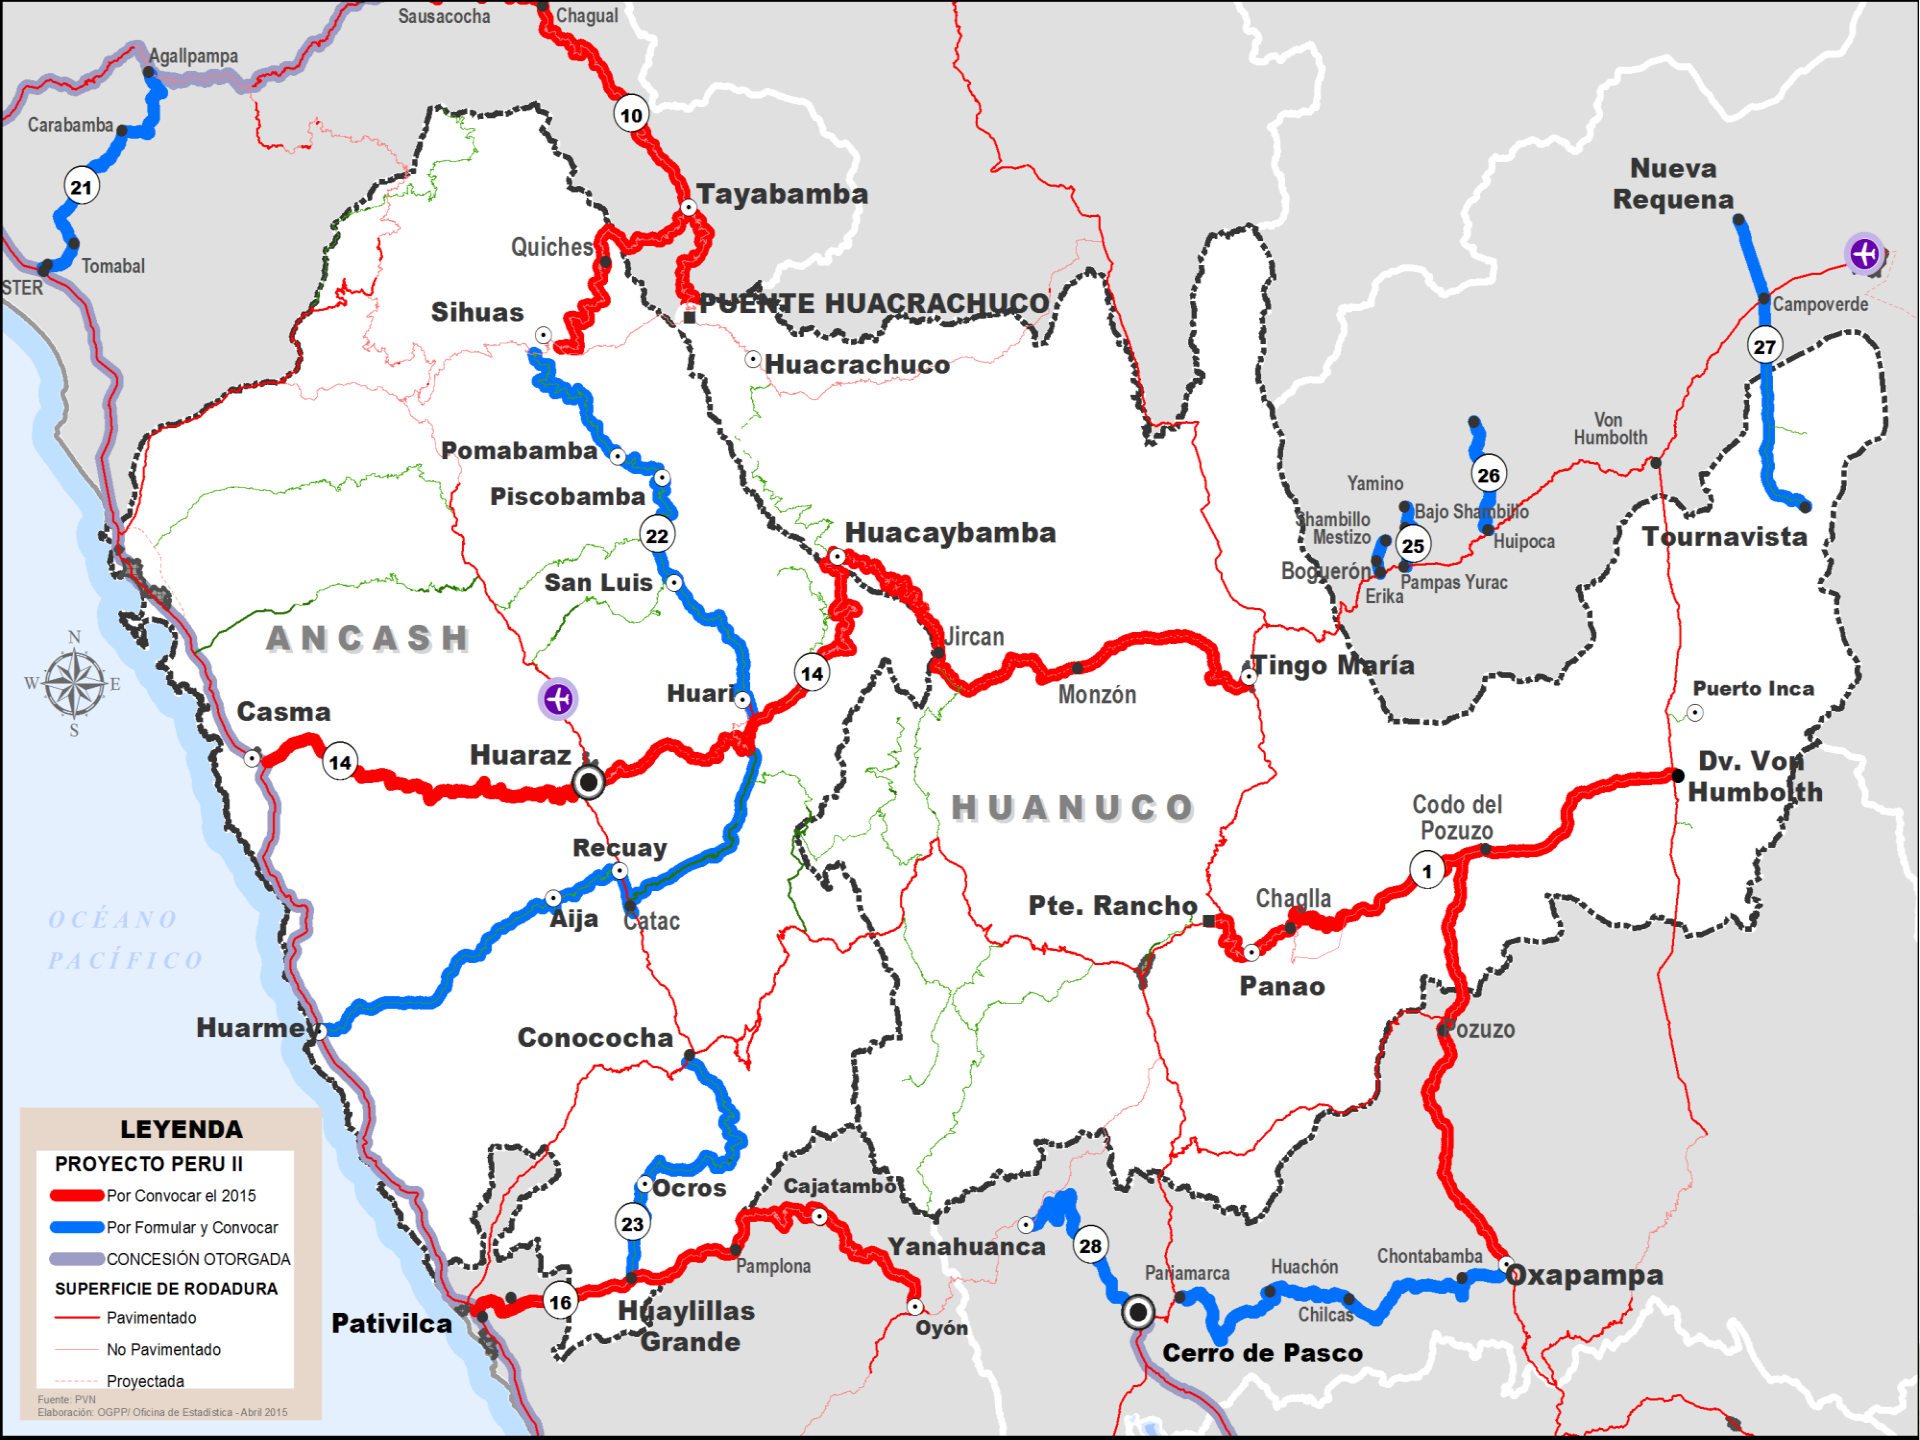 Sausacocha
Chagual
Agallpampa
10
Carabamba
21
Nueva
Requena
Tayabamba
Quiches
Tomabal
STER
PUENTE HUACRACHUCO
Campoverde
Sihuas
27
Huacrachuco
Von
Humbolth
Pomabamba
26
Yamino
Piscobamba
Bajo Shambillo
Shambillo
Mestizo
22
Huacaybamba
25
Huipoca
Tournavista
San Luis
Boguerón
Pampas Yurac
Erika
N
W
E
S
ANCASH
Jircan
14
Tingo María
Huari
Monzón
Puerto Inca
Casma
Huaraz
14
Dv. Von
Humbolth
HUANUCO
Codo del
Pozuzo
Recuay
1
Chaglla
Pte. Rancho
Aija
Catac
OCÉANO
PACÍFICO
Panao
Huarmey
Conococha
Pozuzo
LEYENDA
PROYECTO PERU II
Por Convocar el 2015
Por Formular y Convocar
CONCESIÓN OTORGADA
SUPERFICIE DE RODADURA
Pavimentado
No Pavimentado
Proyectada
Fuente: PVN
Elaboración: OGPP/ Oficina de Estadística - Abril 2015
Ocros
Cajatambo
23
Yanahuanca
28
Pamplona
Pariamarca
Huachón
Chontabamba
Oxapampa
16
Huaylillas
Grande
Chilcas
Pativilca
Oyón
Cerro de Pasco